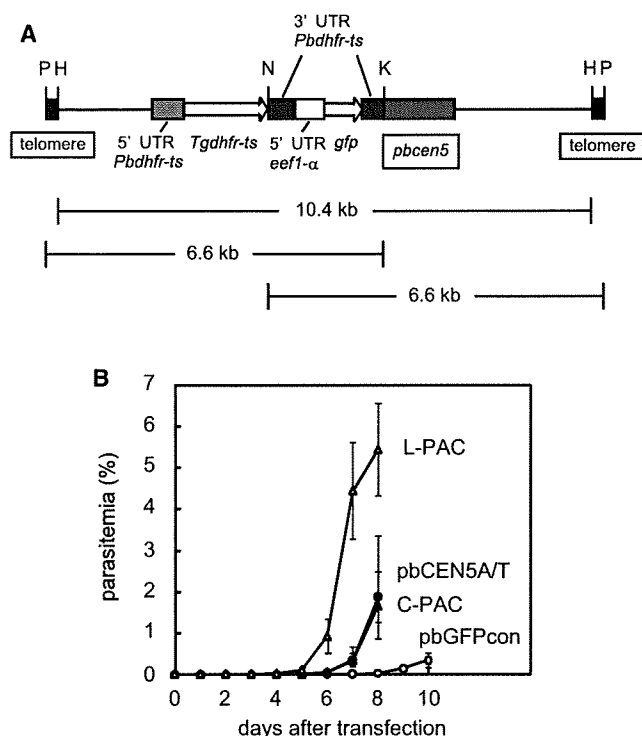 A
3' UTR
Pbdhfr-ts
P H N K H P
telomere
5' UTR
Pbdhfr-ts
Tgdhfr-ts
5' UTR
eef1-α
gfp
pbcen5
telomere
10.4 kb
6.6 kb
6.6 kb
B
parasitemia (%)
7
6
5
4
3
2
1
0
L-PAC
pbCEN5A/T
C-PAC
pbGFPcon
0 2 4 6 8 10
days after transfection